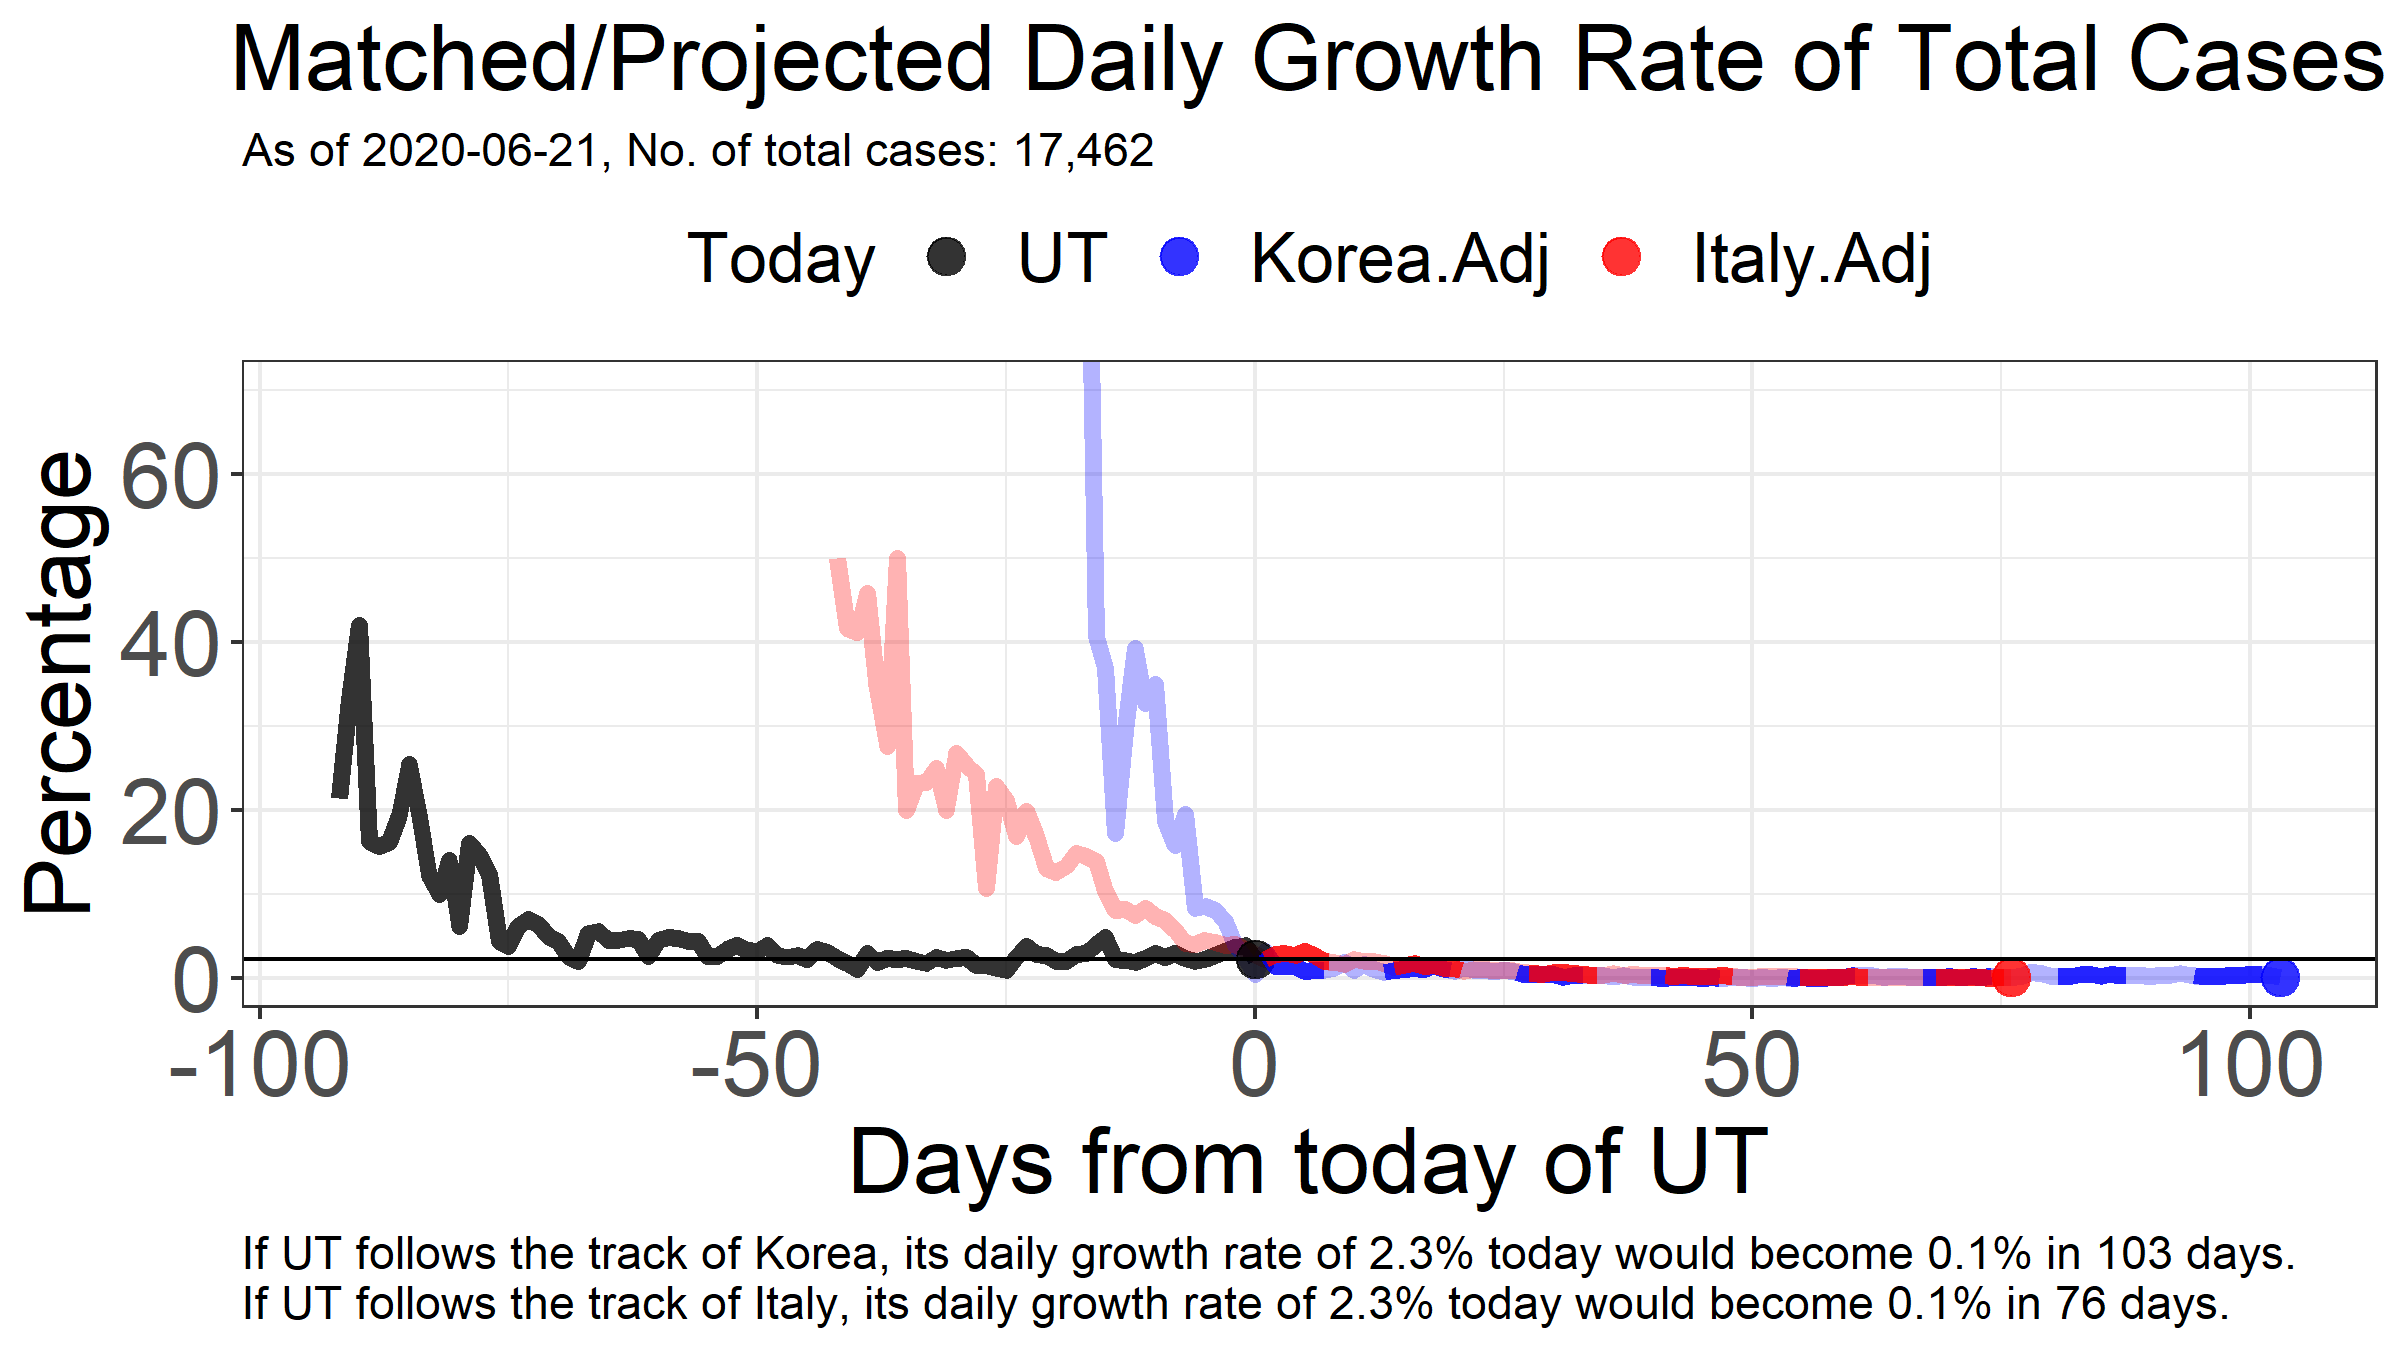 Matched/Projected Daily Growth Rate of Total Cases
As of 2020-06-21, No. of total cases: 17,462
Today UT Korea.Adj Italy.Adj
Percentage
60
40
20
0
-100 -50 0 50 100
Days from today of UT
If UT follows the track of Korea, its daily growth rate of 2.3% today would become 0.1% in 103 days.
If UT follows the track of Italy, its daily growth rate of 2.3% today would become 0.1% in 76 days.